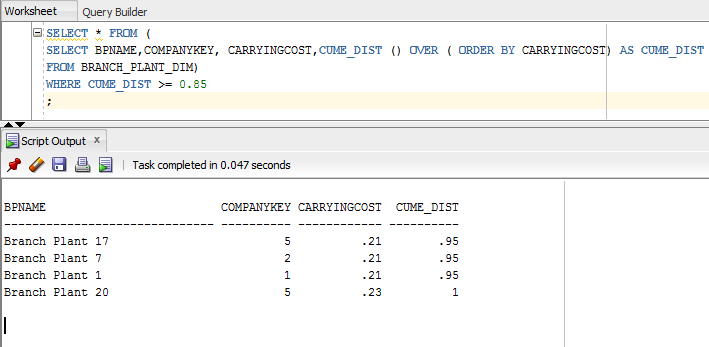 Worksheet Query Builder
SELECT * FROM (
SELECT BPNAME,COMPANYKEY, CARRYINGCOST,CUME_DIST () OVER ( ORDER BY CARRYINGCOST) AS CUME_DIST
FROM BRANCH_PLANT_DIM)
WHERE CUME_DIST >= 0.85
;
Script Output x
Task completed in 0.047 seconds
BPNAME COMPANYKEY CARRYINGCOST CUME_DIST
------------------------------ ---------- ------------ ----------
Branch Plant 17 5 .21 .95
Branch Plant 7 2 .21 .95
Branch Plant 1 1 .21 .95
Branch Plant 20 5 .23 1